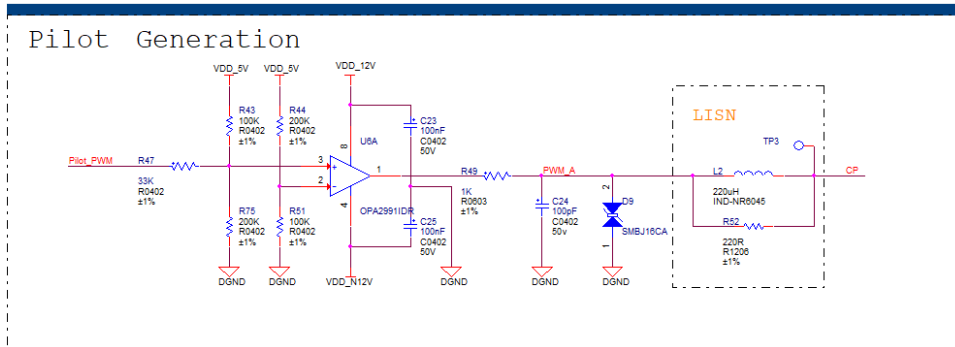 Pilot Generation
VDD_5V
VDD_5V
VDD_12V
R43
100K
R0402
±1%
R44
200K
R0402
±1%
U6A
8
C23
100nF
C0402
50V
LISN
TP3
Pilot_PWM
R47
33K
R0402
±1%
3
+
2
-
1
4
OPA2991IDR
R49
1K
R0603
±1%
PWM_A
L2
220uH
IND-NR6045
CP
R75
200K
R0402
±1%
R51
100K
R0402
±1%
C25
100nF
C0402
50V
C24
100pF
C0402
50v
2
D9
1
SMBJ16CA
R52
220R
R1206
±1%
DGND
DGND
VDD_N12V
DGND
DGND
DGND